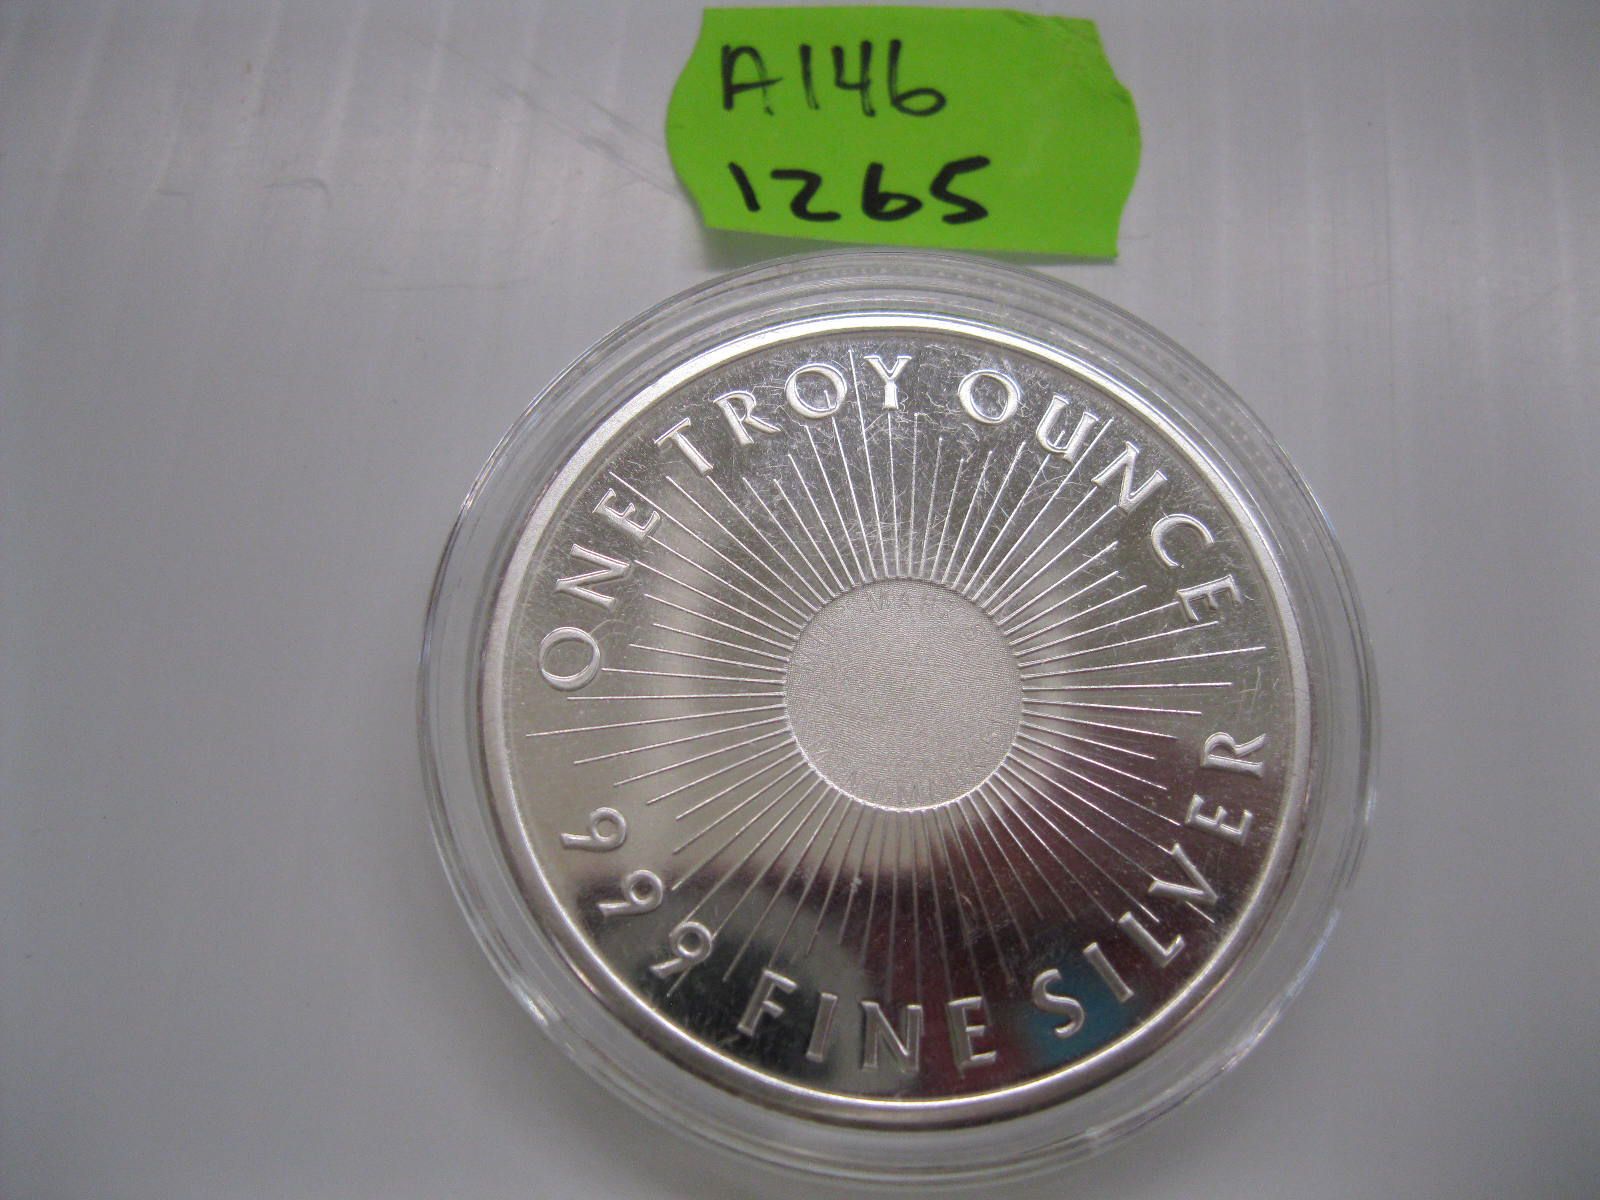 A146
1265
ONE TROY OUNCE
999 FINE SILVER